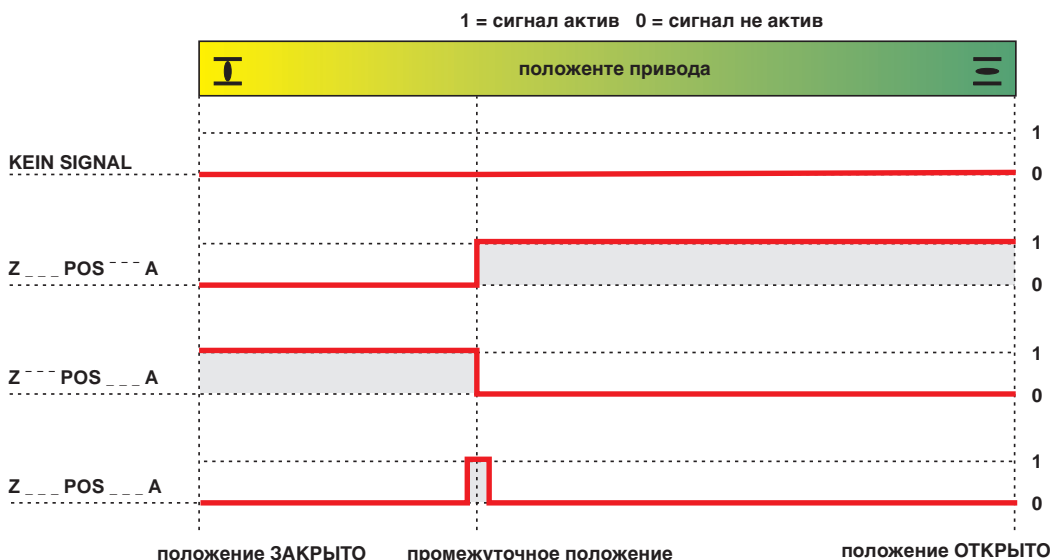 1 = сигнал актив 0 = сигнал не актив
положенте привода
1
KEIN SIGNAL
0
1
Z _ _ _ POS ¯ ¯ ¯ A
0
1
Z ¯ ¯ ¯ POS _ _ _ A
0
1
Z _ _ _ POS _ _ _ A
0
положение ЗАКРЫТО промежуточное положение положение ОТКРЫТО